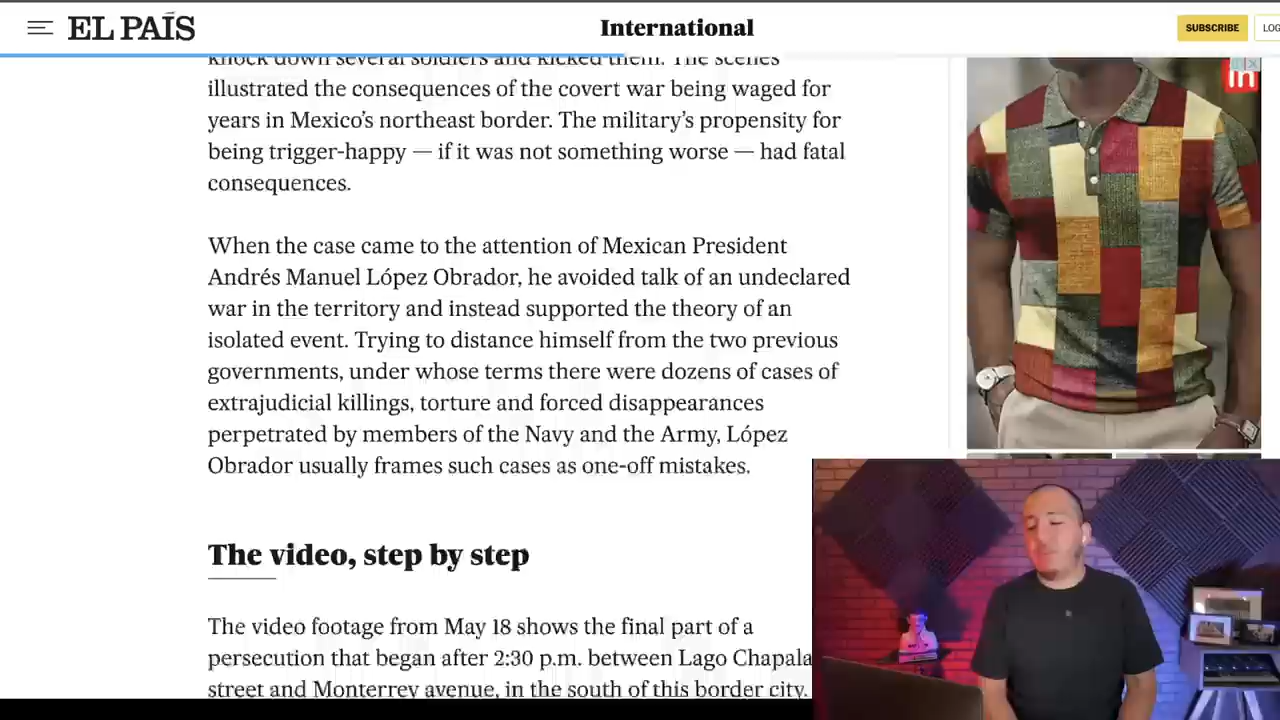 EL PAÍS
International
SUBSCRIBE
LOG
knock down several soldiers and kicked them. The scenes
illustrated the consequences of the covert war being waged for
years in Mexico’s northeast border. The military’s propensity for
being trigger-happy — if it was not something worse — had fatal
consequences.
When the case came to the attention of Mexican President
Andrés Manuel López Obrador, he avoided talk of an undeclared
war in the territory and instead supported the theory of an
isolated event. Trying to distance himself from the two previous
governments, under whose terms there were dozens of cases of
extrajudicial killings, torture and forced disappearances
perpetrated by members of the Navy and the Army, López
Obrador usually frames such cases as one-off mistakes.
The video, step by step
The video footage from May 18 shows the final part of a
persecution that began after 2:30 p.m. between Lago Chapala
street and Monterrey avenue, in the south of this border city.
in